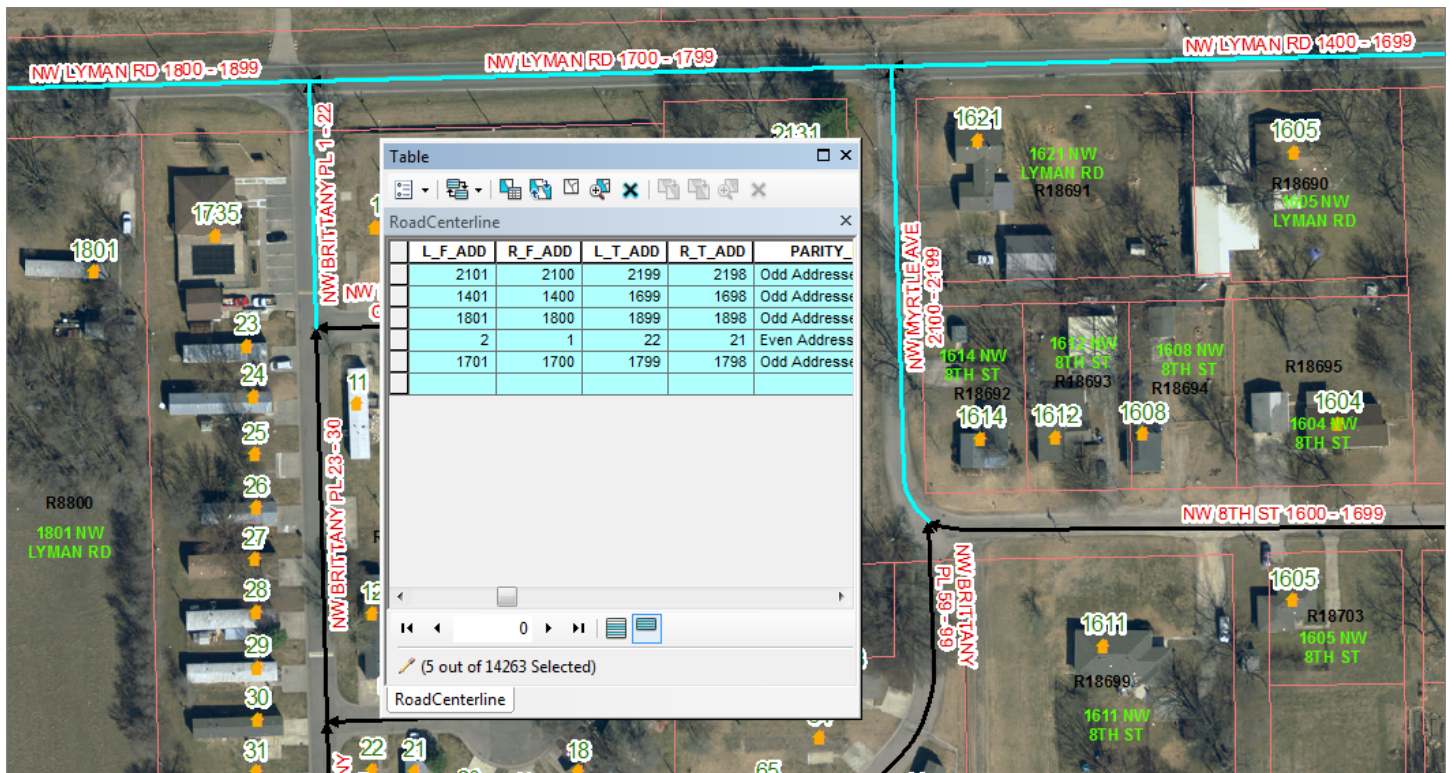 NW LYMAN RD 1800 - 1899
NW LYMAN RD 1700 - 1799
NW LYMAN RD 1400 - 1699
NW BRITTANY PL 1 - 22
2131
1621
1621 NW
LYMAN RD
R18691
1605
R18690
1605 NW
LYMAN RD
1735
1801
Table
RoadCenterline
L_F_ADD R_F_ADD L_T_ADD R_T_ADD PARITY_
2101 2100 2199 2198 Odd Addresse
1401 1400 1699 1698 Odd Addresse
1801 1800 1899 1898 Odd Addresse
2 1 22 21 Even Address
1701 1700 1799 1798 Odd Addresse
0
(5 out of 14263 Selected)
RoadCenterline
NW MYRTLE AVE
2100 - 2199
NW
23
24
25
26
27
28
29
30
31
11
12
22
21
18
65
NW BRITTANY PL 23 - 30
R8800
1801 NW
LYMAN RD
1614 NW
8TH ST
R18692
1614
NW
8TH ST
R18693
1612
1608 NW
8TH ST
R18694
1608
R18695
1604
1604 NW
8TH ST
NW 8TH ST 1600 - 1699
NW BRITTANY
PL 59 - 99
1611
R18699
1611 NW
8TH ST
1605
R18703
1605 NW
8TH ST